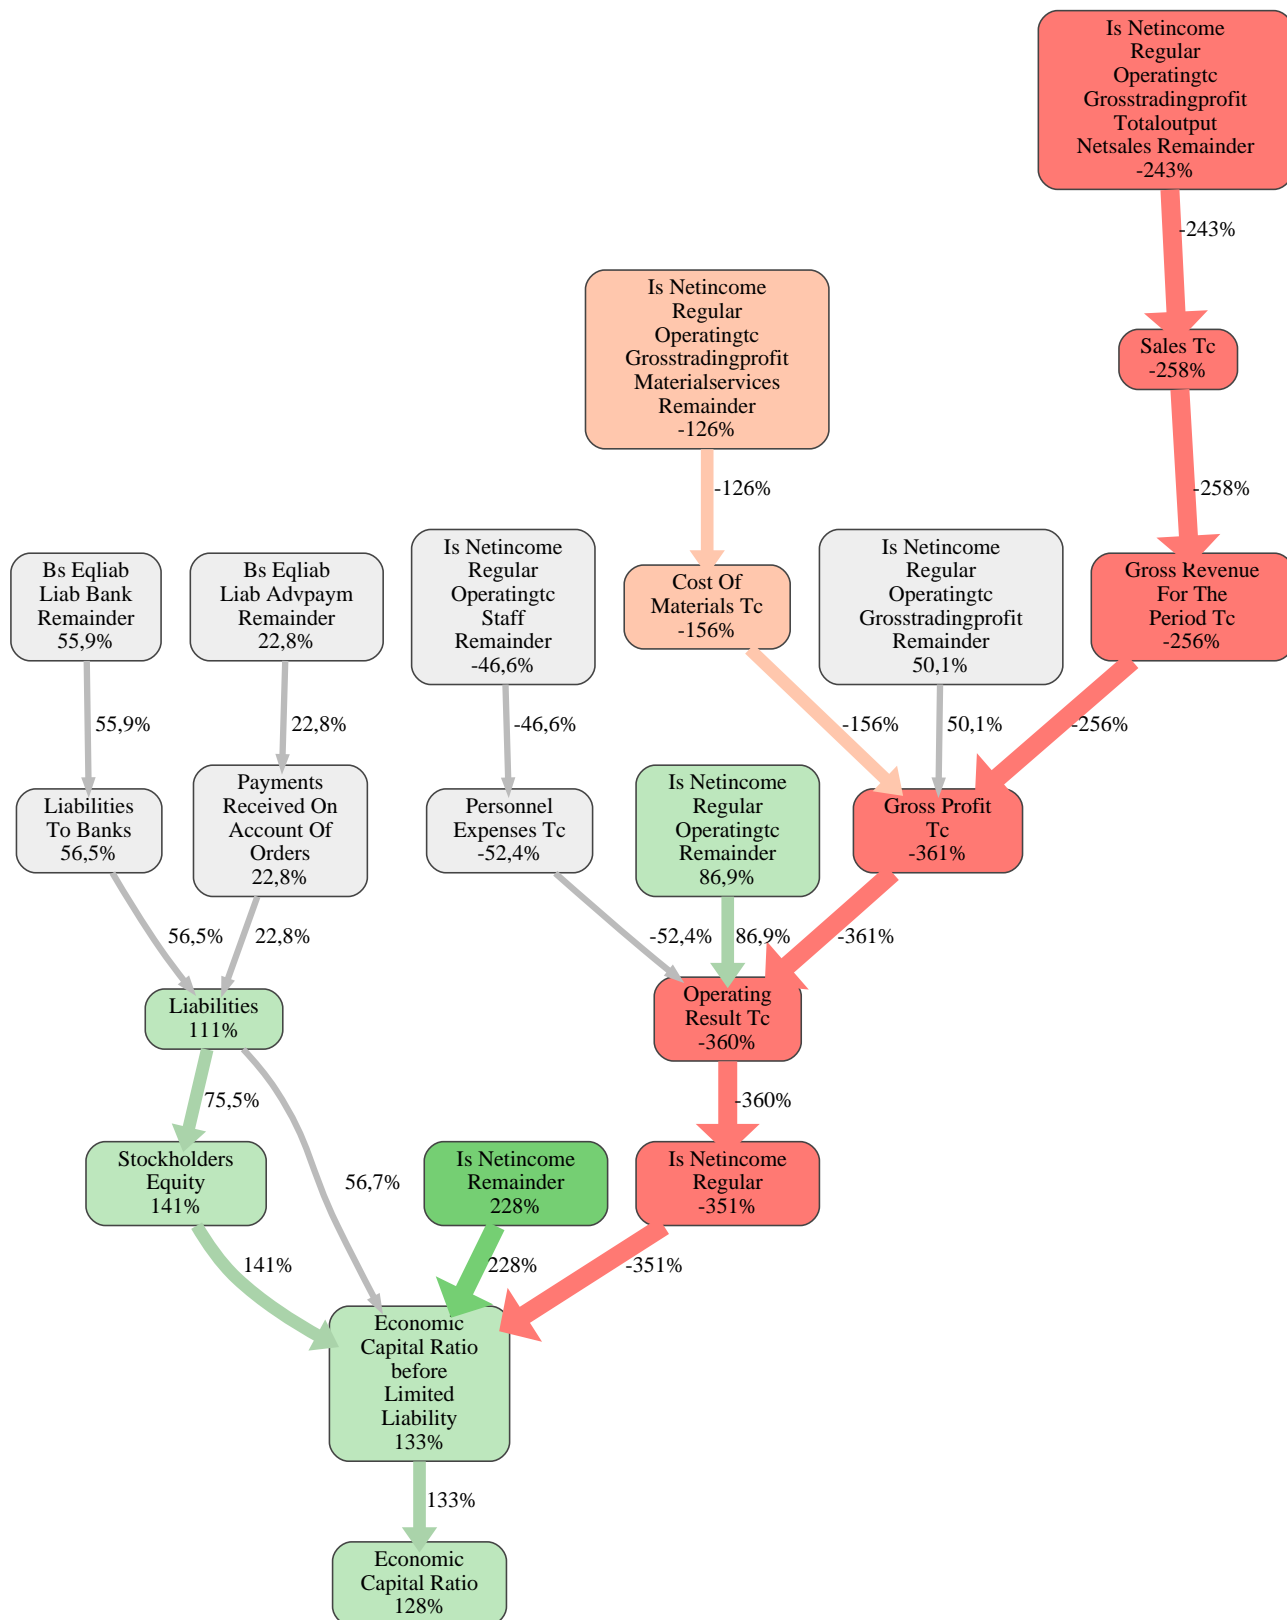 Is Netincome
Regular
Operatingtc
Grosstradingprofit
Totaloutput
Netsales Remainder
-243%
-243%
Is Netincome
Regular
Operatingtc
Grosstradingprofit
Materialservices
Remainder
-126%
Sales Tc
-258%
-126%
-258%
Bs Eqliab
Liab Bank
Remainder
55,9%
Bs Eqliab
Liab Advpaym
Remainder
22,8%
Is Netincome
Regular
Operatingtc
Staff
Remainder
-46,6%
Cost Of
Materials Tc
-156%
Is Netincome
Regular
Operatingtc
Grosstradingprofit
Remainder
50,1%
Gross Revenue
For The
Period Tc
-256%
55,9%
22,8%
-46,6%
-156%
50,1%
-256%
Liabilities
To Banks
56,5%
Payments
Received On
Account Of
Orders
22,8%
Personnel
Expenses Tc
-52,4%
Is Netincome
Regular
Operatingtc
Remainder
86,9%
Gross Profit
Tc
-361%
56,5%
22,8%
-52,4%
86,9%
-361%
Liabilities
111%
Operating
Result Tc
-360%
75,5%
-360%
Stockholders
Equity
141%
56,7%
Is Netincome
Remainder
228%
Is Netincome
Regular
-351%
141%
228%
-351%
Economic
Capital Ratio
before
Limited
Liability
133%
133%
Economic
Capital Ratio
128%